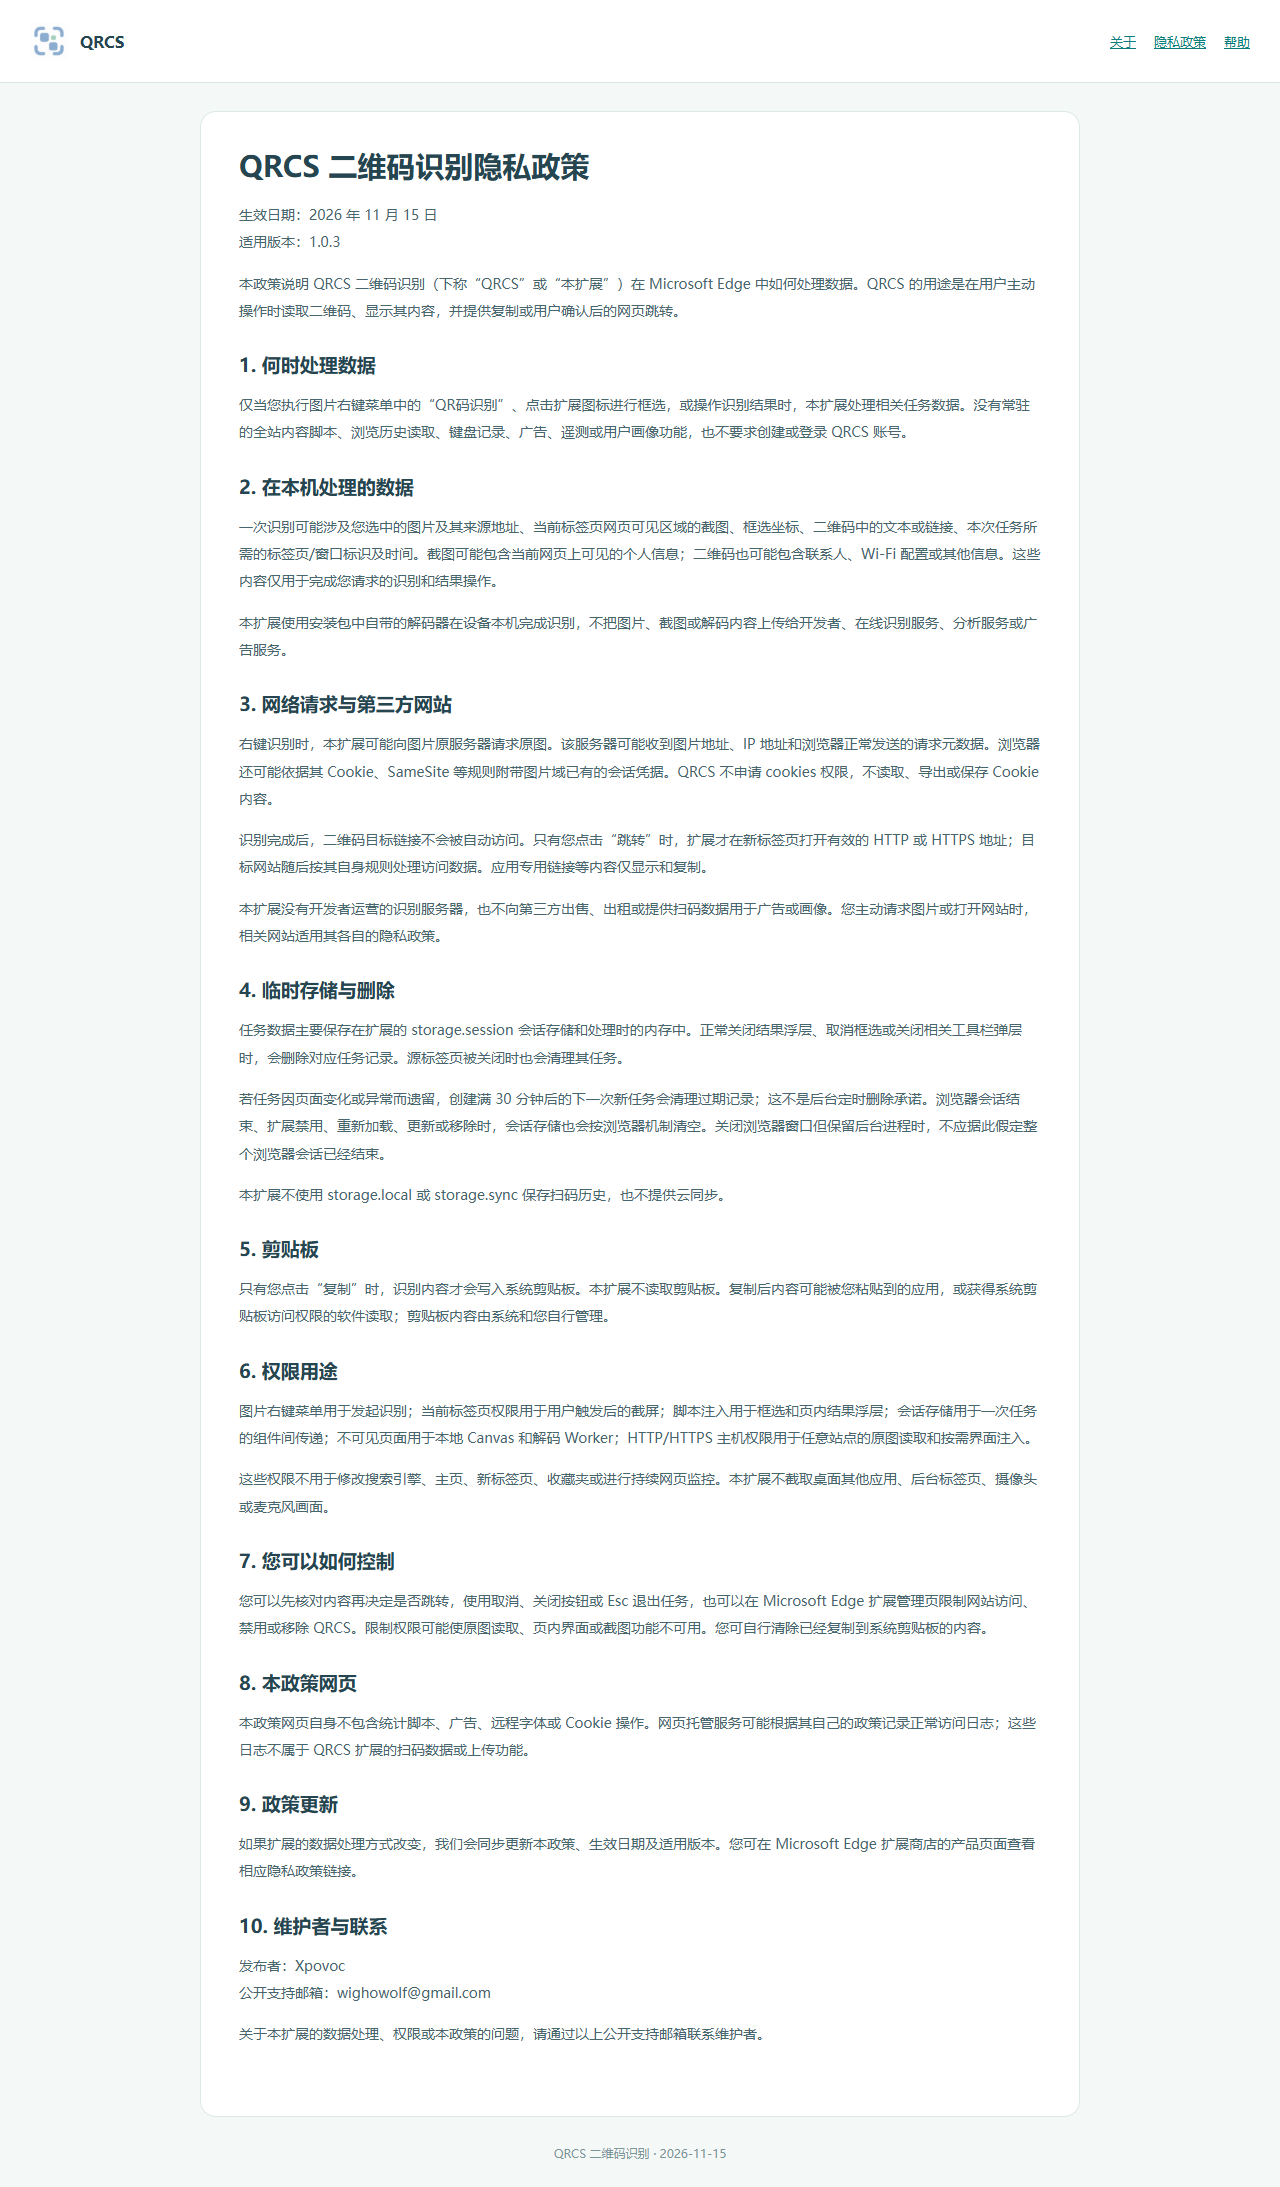 QRCS
关于 隐私政策 帮助
QRCS 二维码识别隐私政策
生效日期：2026 年 11 月 15 日
适用版本：1.0.3
本政策说明 QRCS 二维码识别（下称“QRCS”或“本扩展”）在 Microsoft Edge 中如何处理数据。QRCS 的用途是在用户主动
操作时读取二维码、显示其内容，并提供复制或用户确认后的网页跳转。
1. 何时处理数据
仅当您执行图片右键菜单中的“QR码识别”、点击扩展图标进行框选，或操作识别结果时，本扩展处理相关任务数据。没有常驻
的全站内容脚本、浏览历史读取、键盘记录、广告、遥测或用户画像功能，也不要求创建或登录 QRCS 账号。
2. 在本机处理的数据
一次识别可能涉及您选中的图片及其来源地址、当前标签页网页可见区域的截图、框选坐标、二维码中的文本或链接、本次任务所
需的标签页/窗口标识及时间。截图可能包含当前网页上可见的个人信息；二维码也可能包含联系人、Wi-Fi 配置或其他信息。这些
内容仅用于完成您请求的识别和结果操作。
本扩展使用安装包中自带的解码器在设备本机完成识别，不把图片、截图或解码内容上传给开发者、在线识别服务、分析服务或广
告服务。
3. 网络请求与第三方网站
右键识别时，本扩展可能向图片原服务器请求原图。该服务器可能收到图片地址、IP 地址和浏览器正常发送的请求元数据。浏览器
还可能依据其 Cookie、SameSite 等规则附带图片域已有的会话凭据。QRCS 不申请 cookies 权限，不读取、导出或保存 Cookie
内容。
识别完成后，二维码目标链接不会被自动访问。只有您点击“跳转”时，扩展才在新标签页打开有效的 HTTP 或 HTTPS 地址；目
标网站随后按其自身规则处理访问数据。应用专用链接等内容仅显示和复制。
本扩展没有开发者运营的识别服务器，也不向第三方出售、出租或提供扫码数据用于广告或画像。您主动请求图片或打开网站时，
相关网站适用其各自的隐私政策。
4. 临时存储与删除
任务数据主要保存在扩展的 storage.session 会话存储和处理时的内存中。正常关闭结果浮层、取消框选或关闭相关工具栏弹层
时，会删除对应任务记录。源标签页被关闭时也会清理其任务。
若任务因页面变化或异常而遗留，创建满 30 分钟后的下一次新任务会清理过期记录；这不是后台定时删除承诺。浏览器会话结
束、扩展禁用、重新加载、更新或移除时，会话存储也会按浏览器机制清空。关闭浏览器窗口但保留后台进程时，不应据此假定整
个浏览器会话已经结束。
本扩展不使用 storage.local 或 storage.sync 保存扫码历史，也不提供云同步。
5. 剪贴板
只有您点击“复制”时，识别内容才会写入系统剪贴板。本扩展不读取剪贴板。复制后内容可能被您粘贴到的应用，或获得系统剪
贴板访问权限的软件读取；剪贴板内容由系统和您自行管理。
6. 权限用途
图片右键菜单用于发起识别；当前标签页权限用于用户触发后的截屏；脚本注入用于框选和页内结果浮层；会话存储用于一次任务
的组件间传递；不可见页面用于本地 Canvas 和解码 Worker；HTTP/HTTPS 主机权限用于任意站点的原图读取和按需界面注入。
这些权限不用于修改搜索引擎、主页、新标签页、收藏夹或进行持续网页监控。本扩展不截取桌面其他应用、后台标签页、摄像头
或麦克风画面。
7. 您可以如何控制
您可以先核对内容再决定是否跳转，使用取消、关闭按钮或 Esc 退出任务，也可以在 Microsoft Edge 扩展管理页限制网站访问、
禁用或移除 QRCS。限制权限可能使原图读取、页内界面或截图功能不可用。您可自行清除已经复制到系统剪贴板的内容。
8. 本政策网页
本政策网页自身不包含统计脚本、广告、远程字体或 Cookie 操作。网页托管服务可能根据其自己的政策记录正常访问日志；这些
日志不属于 QRCS 扩展的扫码数据或上传功能。
9. 政策更新
如果扩展的数据处理方式改变，我们会同步更新本政策、生效日期及适用版本。您可在 Microsoft Edge 扩展商店的产品页面查看
相应隐私政策链接。
10. 维护者与联系
发布者：Xpovoc
公开支持邮箱：wighowolf@gmail.com
关于本扩展的数据处理、权限或本政策的问题，请通过以上公开支持邮箱联系维护者。
QRCS 二维码识别 · 2026-11-15